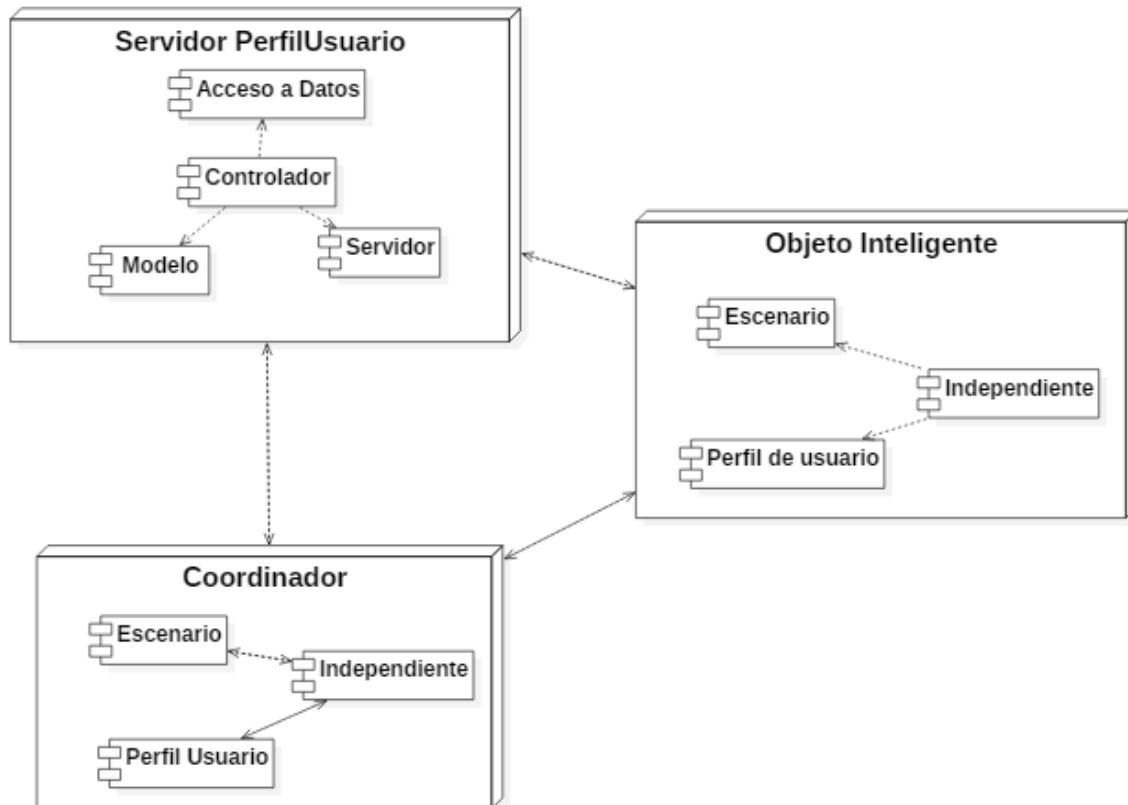 Servidor PerfilUsuario
Acceso a Datos
Controlador
Modelo
Servidor
Objeto Inteligente
Escenario
Independiente
Perfil de usuario
Coordinador
Escenario
Independiente
Perfil Usuario